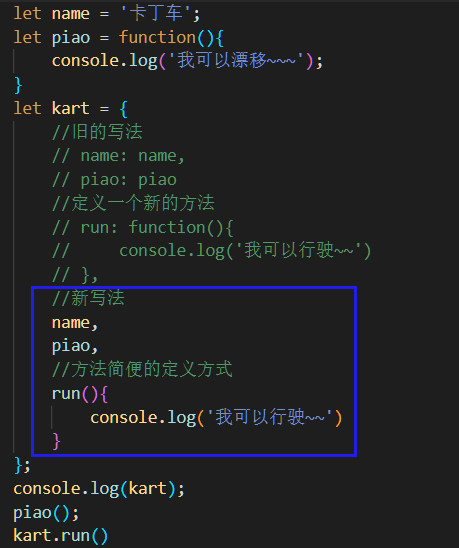 let name = '卡丁车';
let piao = function(){
    console.log('我可以漂移~~~');
}
let kart = {
    //旧的写法
    // name: name,
    // piao: piao
    //定义一个新的方法
    // run: function(){
    //     console.log('我可以行驶~~')
    // },
    //新写法
    name,
    piao,
    //方法简便的定义方式
    run(){
        console.log('我可以行驶~~')
    }
};
console.log(kart);
piao();
kart.run()